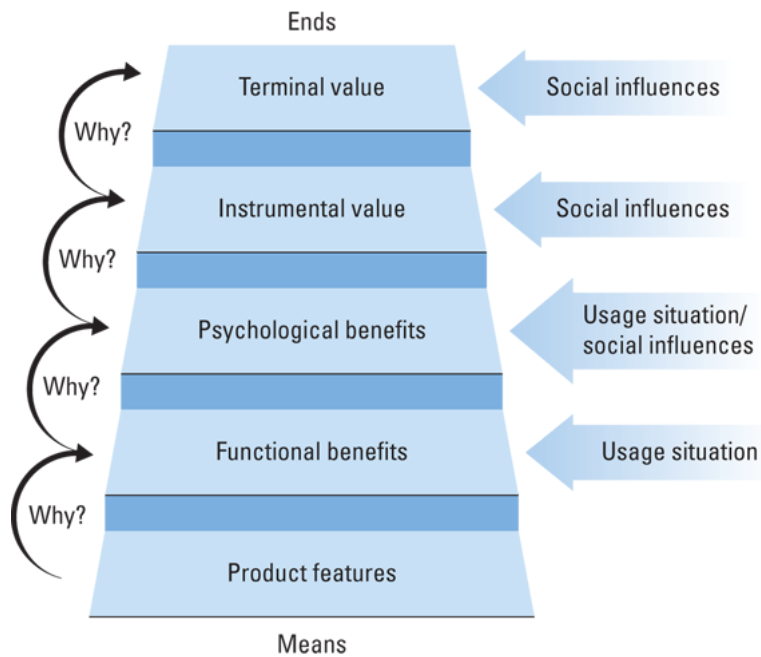 Ends
Terminal value
Social influences
Why?
Instrumental value
Social influences
Why?
Psychological benefits
Usage situation/
social influences
Why?
Functional benefits
Usage situation
Why?
Product features
Means